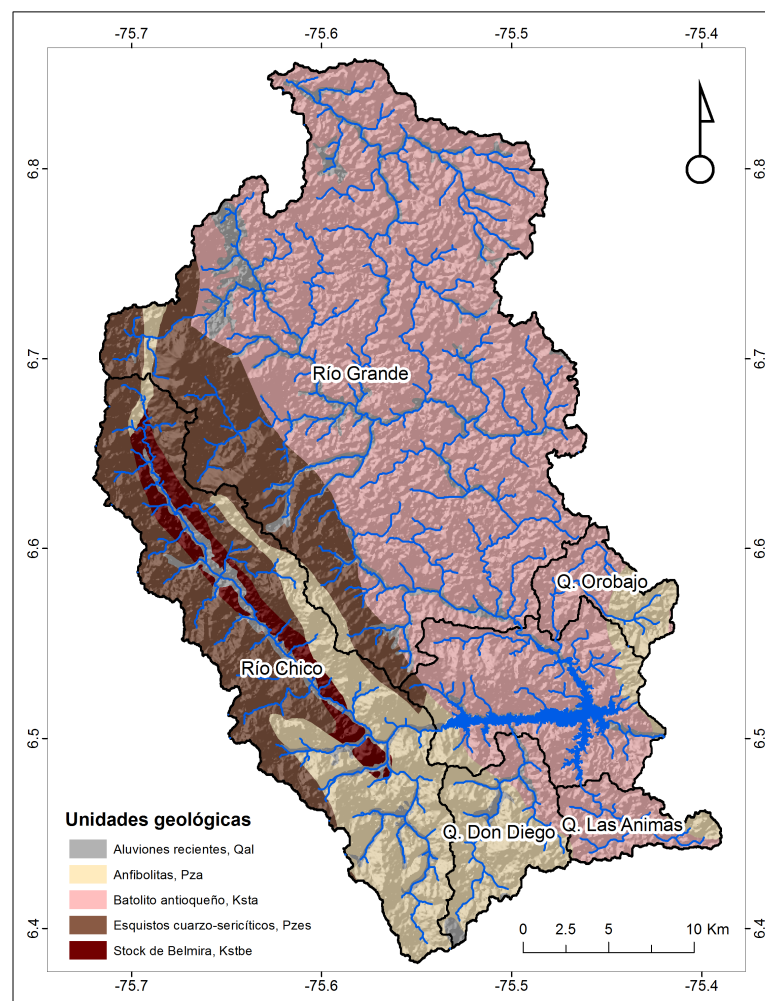 -75.7 -75.6 -75.5 -75.4
6.8 6.8
6.7 6.7
Río Grande
6.6 6.6
Q. Orobajo
Río Chico
6.5 6.5
Unidades geológicas
Aluviones recientes, Qal
Anfibolitas, Pza
Batolito antioqueño, Ksta
Esquistos cuarzo-sericíticos, Pzes
Stock de Belmira, Kstbe
Q. Don Diego
Q. Las Animas
6.4 6.4
0 2.5 5 10 Km
-75.7 -75.6 -75.5 -75.4